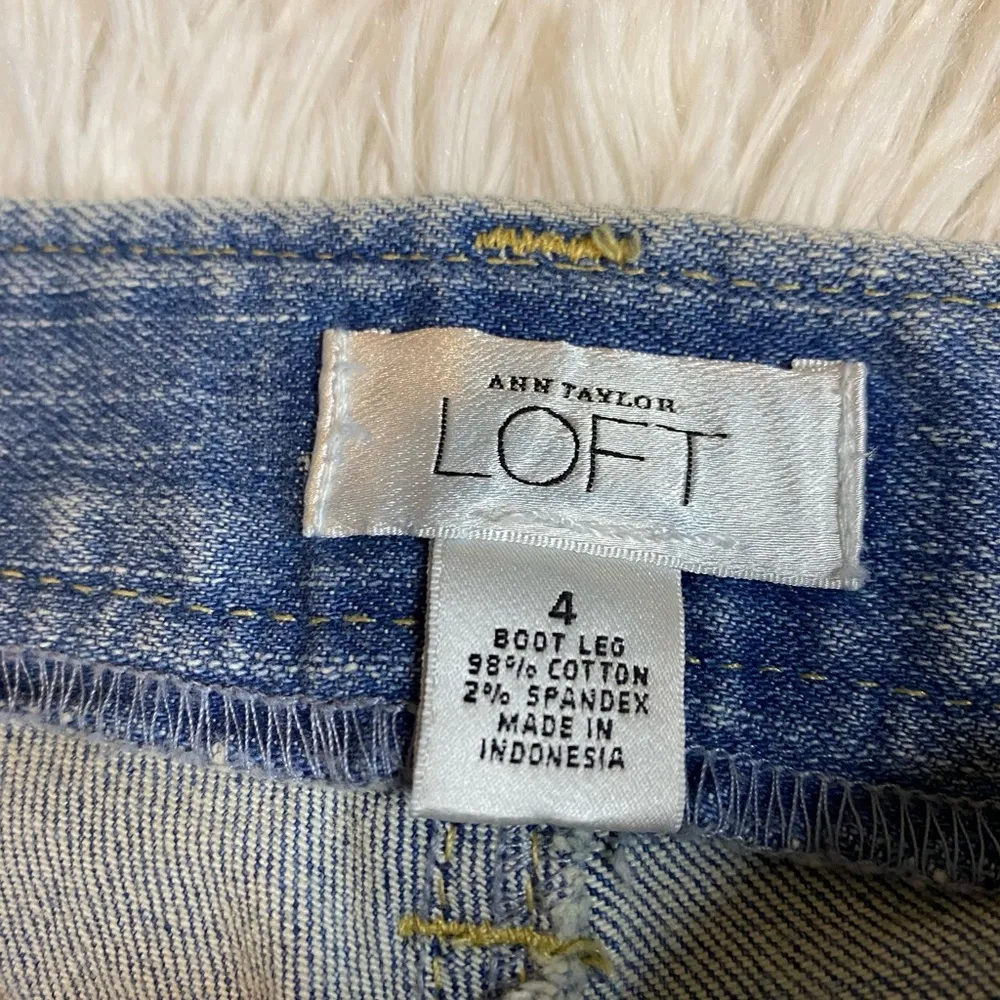 ANN TAYLOR
LOFT
4
BOOT LEG
98% COTTON
2% SPANDEX
MADE IN
INDONESIA